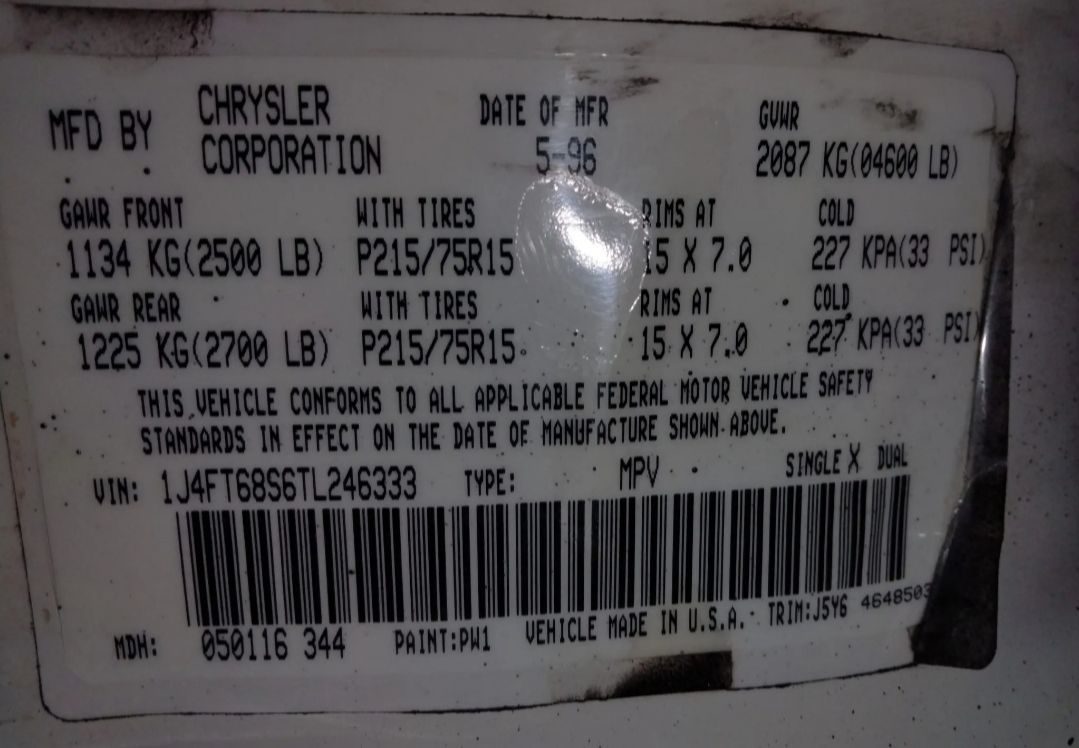 MFD BY CHRYSLER CORPORATION DATE OF MFR 5-96 GVWR 2087 KG(04600 LB)
GAWR FRONT WITH TIRES RIMS AT COLD
1134 KG(2500 LB) P215/75R15 15 X 7.0 227 KPA(33 PSI)
GAWR REAR WITH TIRES RIMS AT COLD
1225 KG(2700 LB) P215/75R15 15 X 7.0 227 KPA(33 PSI)
THIS VEHICLE CONFORMS TO ALL APPLICABLE FEDERAL MOTOR VEHICLE SAFETY
STANDARDS IN EFFECT ON THE DATE OF MANUFACTURE SHOWN ABOVE.
VIN: 1J4FT68S6TL246333 TYPE: MPV SINGLE X DUAL
MDH: 050116 344 PAINT:PW1 VEHICLE MADE IN U.S.A. TRIM:J5Y6 4648503